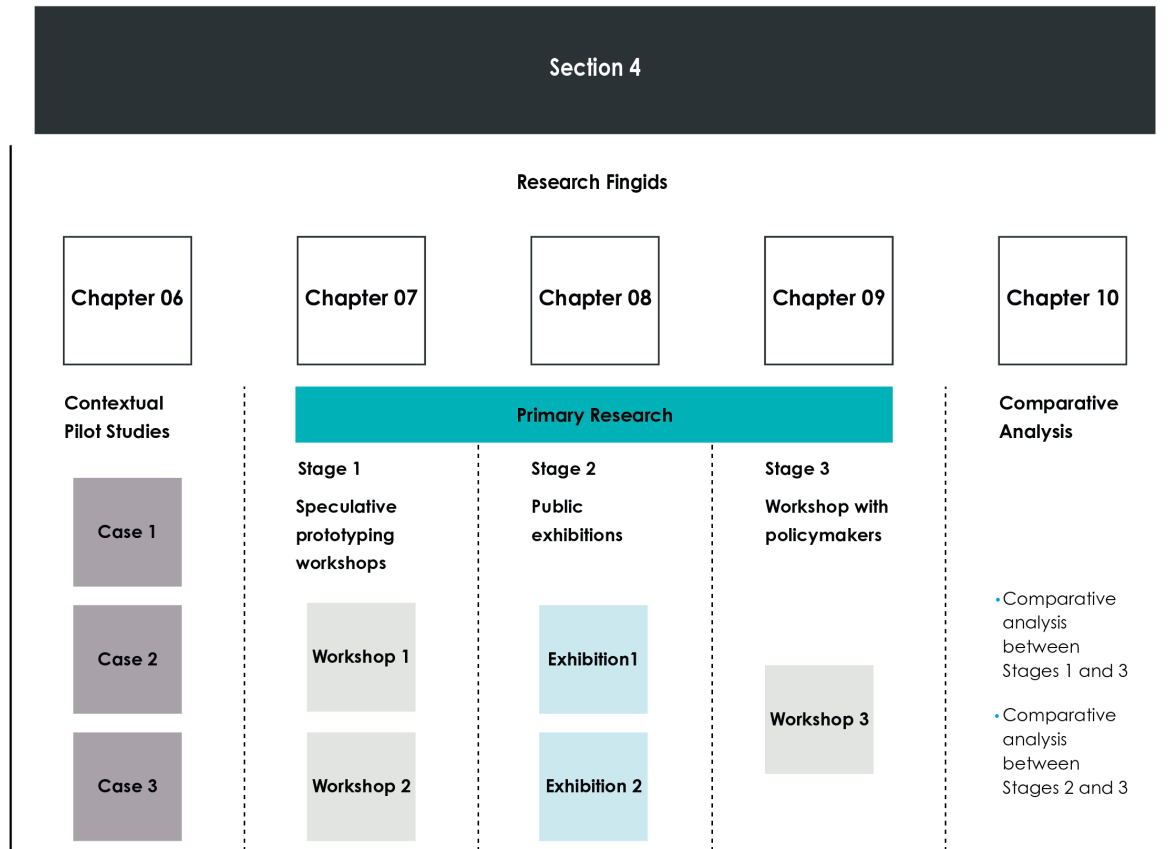 Section 4
Research Fingids
Chapter 06
Chapter 07
Chapter 08
Chapter 09
Chapter 10
Contextual
Pilot Studies
Case 1
Case 2
Case 3
Primary Research
Stage 1
Speculative
prototyping
workshops
Workshop 1
Workshop 2
Stage 2
Public
exhibitions
Exhibition1
Exhibition 2
Stage 3
Workshop with
policymakers
Workshop 3
Comparative
Analysis
•Comparative
analysis
between
Stages 1 and 3
•Comparative
analysis
between
Stages 2 and 3